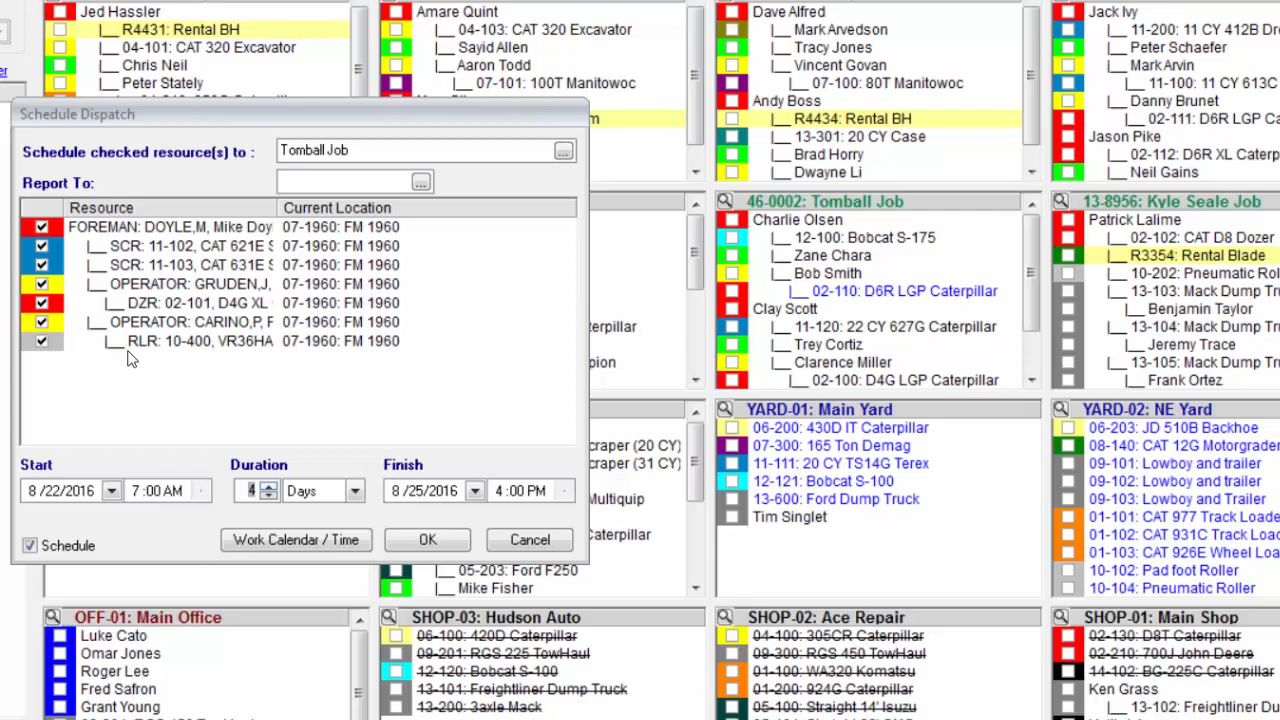 Jed Hassler
R4431: Rental BH
04-101: CAT 320 Excavator
Chris Neil
Peter Stately
Amare Quint
04-103: CAT 320 Excavator
Sayid Allen
Aaron Todd
07-101: 100T Manitowoc
Dave Alfred
Mark Arvedson
Tracy Jones
Vincent Govan
07-100: 80T Manitowoc
Andy Boss
R4434: Rental BH
13-301: 20 CY Case
Brad Horry
Dwayne Li
Jack Ivy
11-200: 11 CY 412B Dr
Peter Schaefer
Mark Arvin
11-100: 11 CY 613C
Danny Brunet
02-111: D6R LGP Ca
Jason Pike
02-112: D6R XL Caterp
Neil Gains
Schedule Dispatch
Schedule checked resource(s) to :
Tomball Job
...
Report To:
...
Resource
Current Location
FOREMAN: DOYLE,M, Mike Doy
07-1960: FM 1960
SCR: 11-102, CAT 621E S
07-1960: FM 1960
SCR: 11-103, CAT 631E S
07-1960: FM 1960
OPERATOR: GRUDEN,J,
07-1960: FM 1960
DZR: 02-101, D4G XL
07-1960: FM 1960
OPERATOR: CARINO,P, F
07-1960: FM 1960
RLR: 10-400, VR36HA
07-1960: FM 1960
Start
Duration
Finish
8 /22/2016
7:00 AM
4
Days
8 /25/2016
4:00 PM
Schedule
Work Calendar / Time
OK
Cancel
m
terpillar
pion
46-0002: Tomball Job
Charlie Olsen
12-100: Bobcat S-175
Zane Chara
Bob Smith
02-110: D6R LGP Caterpillar
Clay Scott
11-120: 22 CY 627G Caterpillar
Trey Cortiz
Clarence Miller
02-100: D4G LGP Caterpillar
13-8956: Kyle Seale Job
Patrick Lalime
02-102: CAT D8 Dozer
R3354: Rental Blade
10-202: Pneumatic Rol
13-103: Mack Dump Tr
Benjamin Taylor
13-104: Mack Dump Tr
Jeremy Trace
13-105: Mack Dump Tr
Frank Ortez
craper (20 CY)
craper (31 CY)
Multiquip
Caterpillar
05-203: Ford F250
Mike Fisher
YARD-01: Main Yard
06-200: 430D IT Caterpillar
07-300: 165 Ton Demag
11-111: 20 CY TS14G Terex
12-121: Bobcat S-100
13-600: Ford Dump Truck
Tim Singlet
YARD-02: NE Yard
06-203: JD 510B Backhoe
08-140: CAT 12G Motorgrader
09-101: Lowboy and trailer
09-102: Lowboy and trailer
09-103: Lowboy and Trailer
01-101: CAT 977 Track Loade
01-102: CAT 931C Track Load
01-103: CAT 926E Wheel Loa
10-102: Pad foot Roller
10-104: Pneumatic Roller
OFF-01: Main Office
Luke Cato
Omar Jones
Roger Lee
Fred Safron
Grant Young
SHOP-03: Hudson Auto
06-100: 420D Caterpillar
09-201: RGS 225 TowHaul
12-120: Bobcat S-100
13-101: Freightliner Dump Truck
13-200: 3axle Mack
SHOP-02: Ace Repair
04-100: 305CR Caterpillar
09-300: RGS 450 TowHaul
01-100: WA320 Komatsu
01-200: 924G Caterpillar
05-100: Straight 14' Isuzu
SHOP-01: Main Shop
02-130: D8T Caterpillar
02-210: 700J John Deere
14-102: BG-225C Caterpillar
Ken Grass
13-102: Freightliner D